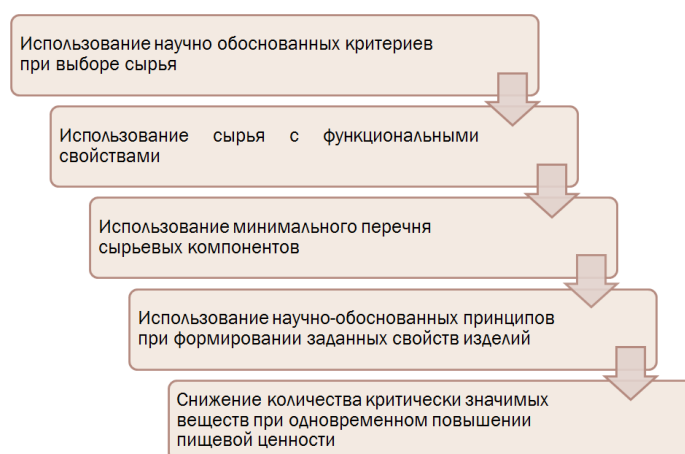 Использование научно обоснованных критериев
при выборе сырья
Использование сырья с функциональными
свойствами
Использование минимального перечня
сырьевых компонентов
Использование научно-обоснованных принципов
при формировании заданных свойств изделий
Снижение количества критически значимых
веществ при одновременном повышении
пищевой ценности